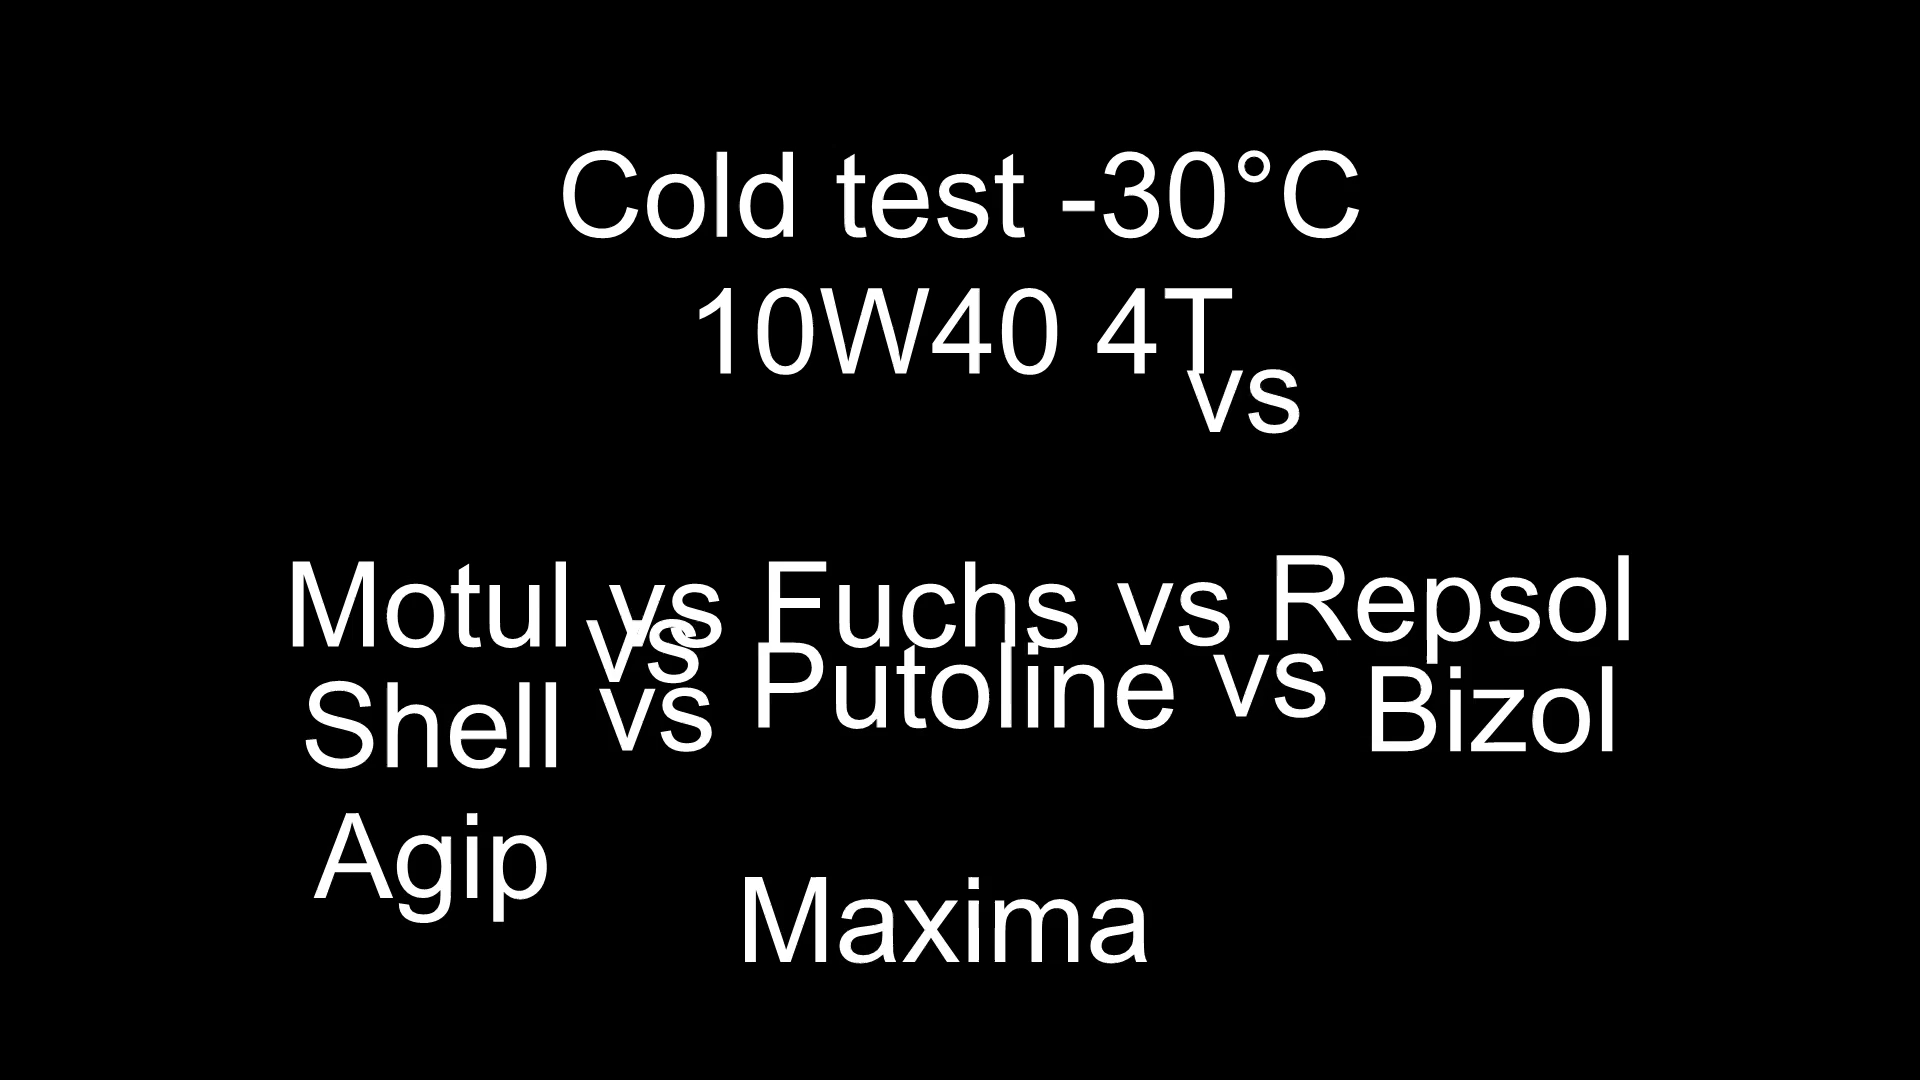 Cold test -30°C
10W40 4T
vs
Motul vs Fuchs vs Repsol
vs
Shell vs Putoline vs Bizol
Agip
Maxima